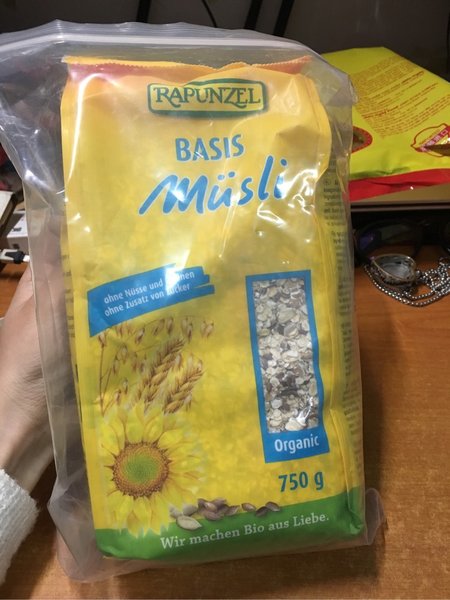 RAPUNZEL
BASIS
Müsli
ohne Nüsse und
ohne Zusatz von Zucker
Organic
750 g
Wir machen Bio aus Liebe.